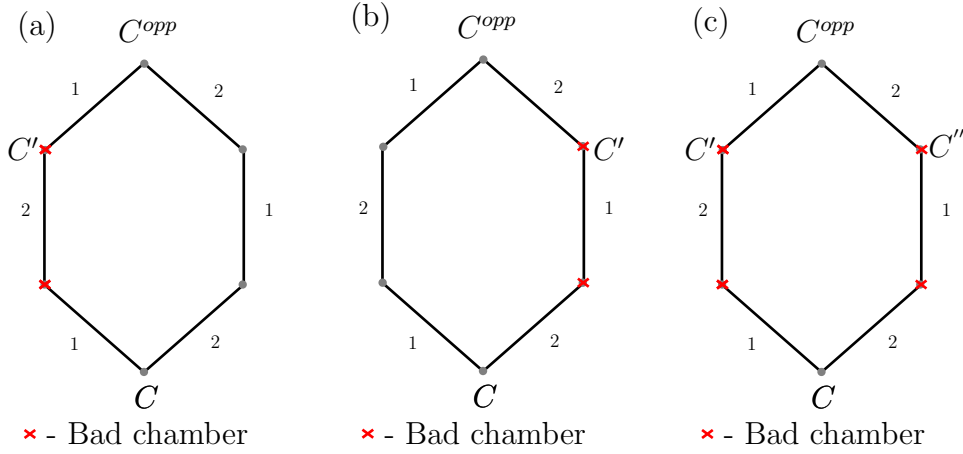 (a)
C^{opp}
1
2
C'
2
1
1
2
C
× - Bad chamber
(b)
C^{opp}
1
2
C'
2
1
1
2
C
× - Bad chamber
(c)
C^{opp}
1
2
C'
C''
2
1
1
2
C
× - Bad chamber